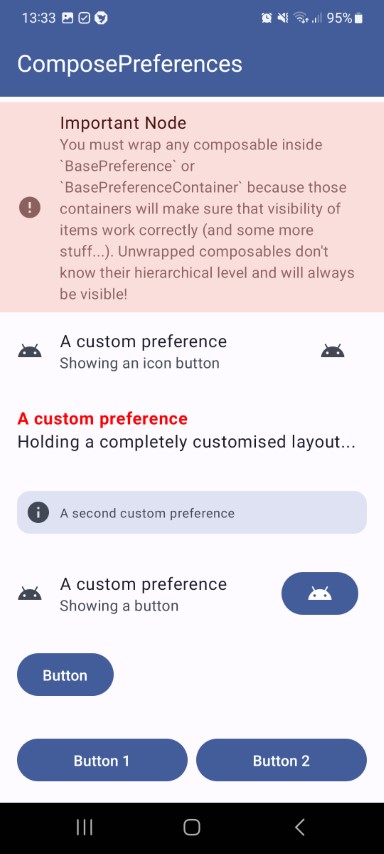 13:33
95%
ComposePreferences
Important Node
You must wrap any composable inside
`BasePreference` or
`BasePreferenceContainer` because those
containers will make sure that visibility of
items work correctly (and some more
stuff...). Unwrapped composables don't
know their hierarchical level and will always
be visible!
A custom preference
Showing an icon button
A custom preference
Holding a completely customised layout...
A second custom preference
A custom preference
Showing a button
Button
Button 1
Button 2